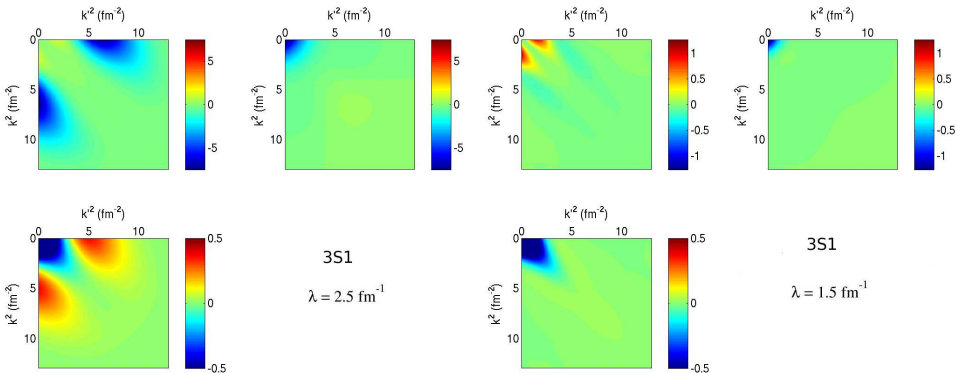 k'² (fm⁻²) k'² (fm⁻²) k'² (fm⁻²) k'² (fm⁻²)
0 5 10 0 5 10 0 5 10 0 5 10
k² (fm⁻²) 0 5 10 5 0 -5
k² (fm⁻²) 0 5 10 5 0 -5
k² (fm⁻²) 0 5 10 1 0.5 0 -0.5 -1
k² (fm⁻²) 0 5 10 1 0.5 0 -0.5 -1
k'² (fm⁻²) k'² (fm⁻²)
0 5 10 0 5 10
k² (fm⁻²) 0 5 10 0.5 0 -0.5
3S1
λ = 2.5 fm⁻¹
k² (fm⁻²) 0 5 10 0.5 0 -0.5
3S1
λ = 1.5 fm⁻¹